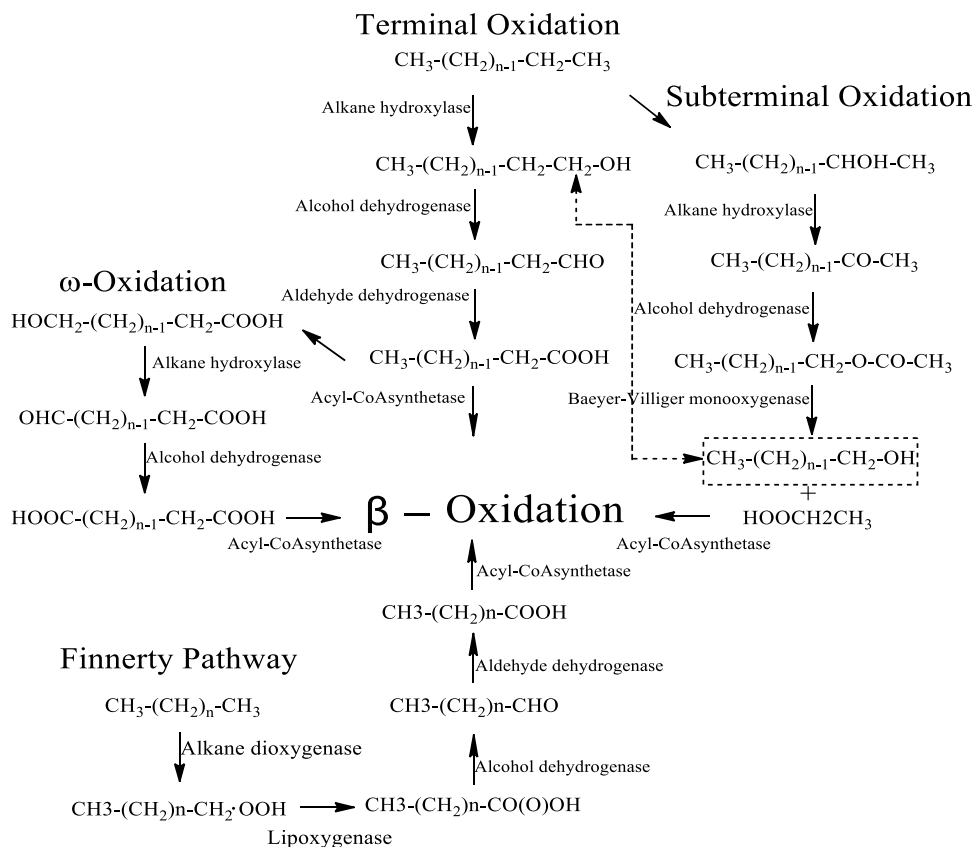 Terminal Oxidation
CH₃-(CH₂)ₙ₋₁-CH₂-CH₃
Alkane hydroxylase
Subterminal Oxidation
CH₃-(CH₂)ₙ₋₁-CH₂-CH₂-OH
CH₃-(CH₂)ₙ₋₁-CHOH-CH₃
Alcohol dehydrogenase
Alkane hydroxylase
CH₃-(CH₂)ₙ₋₁-CH₂-CHO
CH₃-(CH₂)ₙ₋₁-CO-CH₃
ω-Oxidation
Aldehyde dehydrogenase
Alcohol dehydrogenase
HOCH₂-(CH₂)ₙ₋₁-CH₂-COOH
CH₃-(CH₂)ₙ₋₁-CH₂-COOH
CH₃-(CH₂)ₙ₋₁-CH₂-O-CO-CH₃
Alkane hydroxylase
Acyl-CoAsynthetase
Baeyer-Villiger monooxygenase
OHC-(CH₂)ₙ₋₁-CH₂-COOH
Alcohol dehydrogenase
CH₃-(CH₂)ₙ₋₁-CH₂-OH
+
HOOC-(CH₂)ₙ₋₁-CH₂-COOH
β – Oxidation
HOOCH2CH₃
Acyl-CoAsynthetase
Acyl-CoAsynthetase
Acyl-CoAsynthetase
CH3-(CH₂)n-COOH
Finnerty Pathway
Aldehyde dehydrogenase
CH₃-(CH₂)ₙ-CH₃
CH3-(CH₂)n-CHO
Alkane dioxygenase
Alcohol dehydrogenase
CH3-(CH₂)n-CH₂·OOH
CH3-(CH₂)n-CO(O)OH
Lipoxygenase